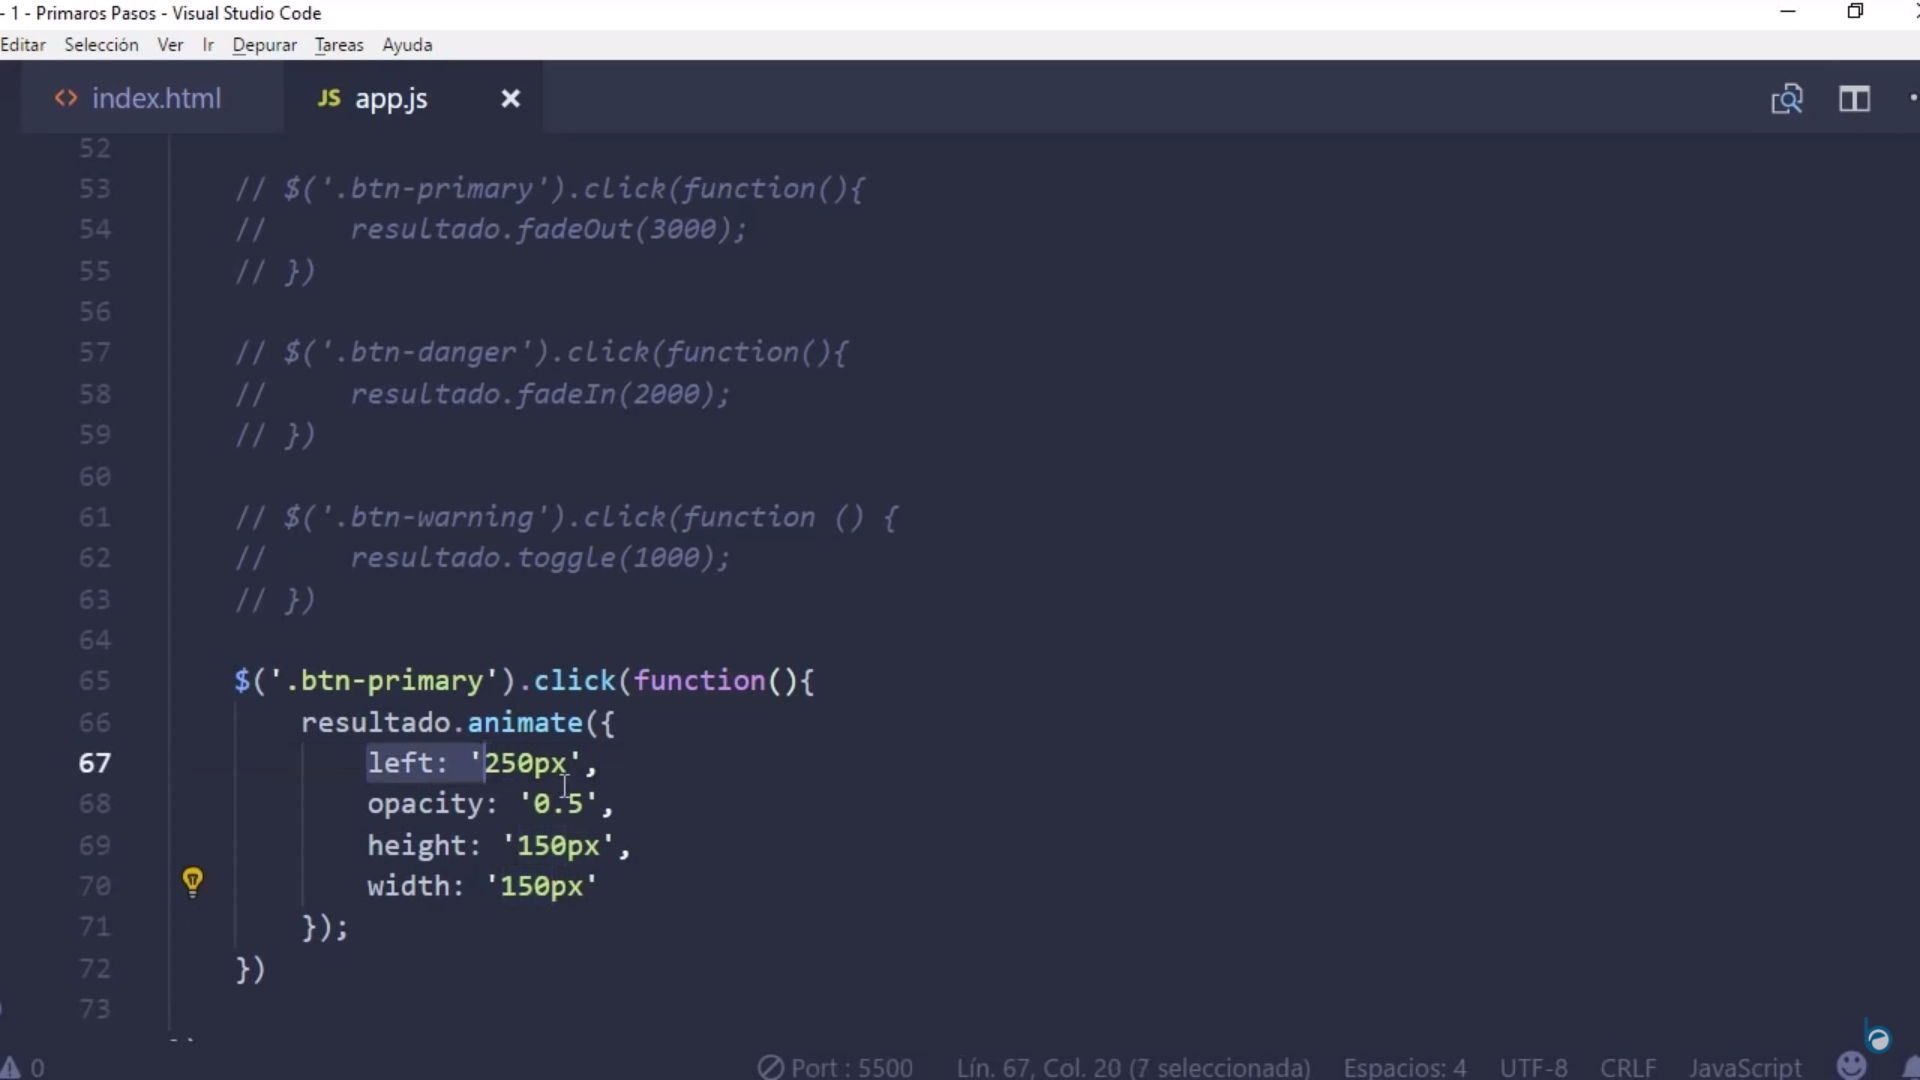 - 1 - Primaros Pasos - Visual Studio Code
Editar Selección Ver Ir Depurar Tareas Ayuda
<> index.html JS app.js
52
53 // $('.btn-primary').click(function(){
54 //     resultado.fadeOut(3000);
55 // })
56
57 // $('.btn-danger').click(function(){
58 //     resultado.fadeIn(2000);
59 // })
60
61 // $('.btn-warning').click(function () {
62 //     resultado.toggle(1000);
63 // })
64
65 $('.btn-primary').click(function(){
66     resultado.animate({
67         left: '250px',
68         opacity: '0.5',
69         height: '150px',
70         width: '150px'
71     });
72 })
73
0 Port : 5500 Lín. 67, Col. 20 (7 seleccionada) Espacios: 4 UTF-8 CRLF JavaScript